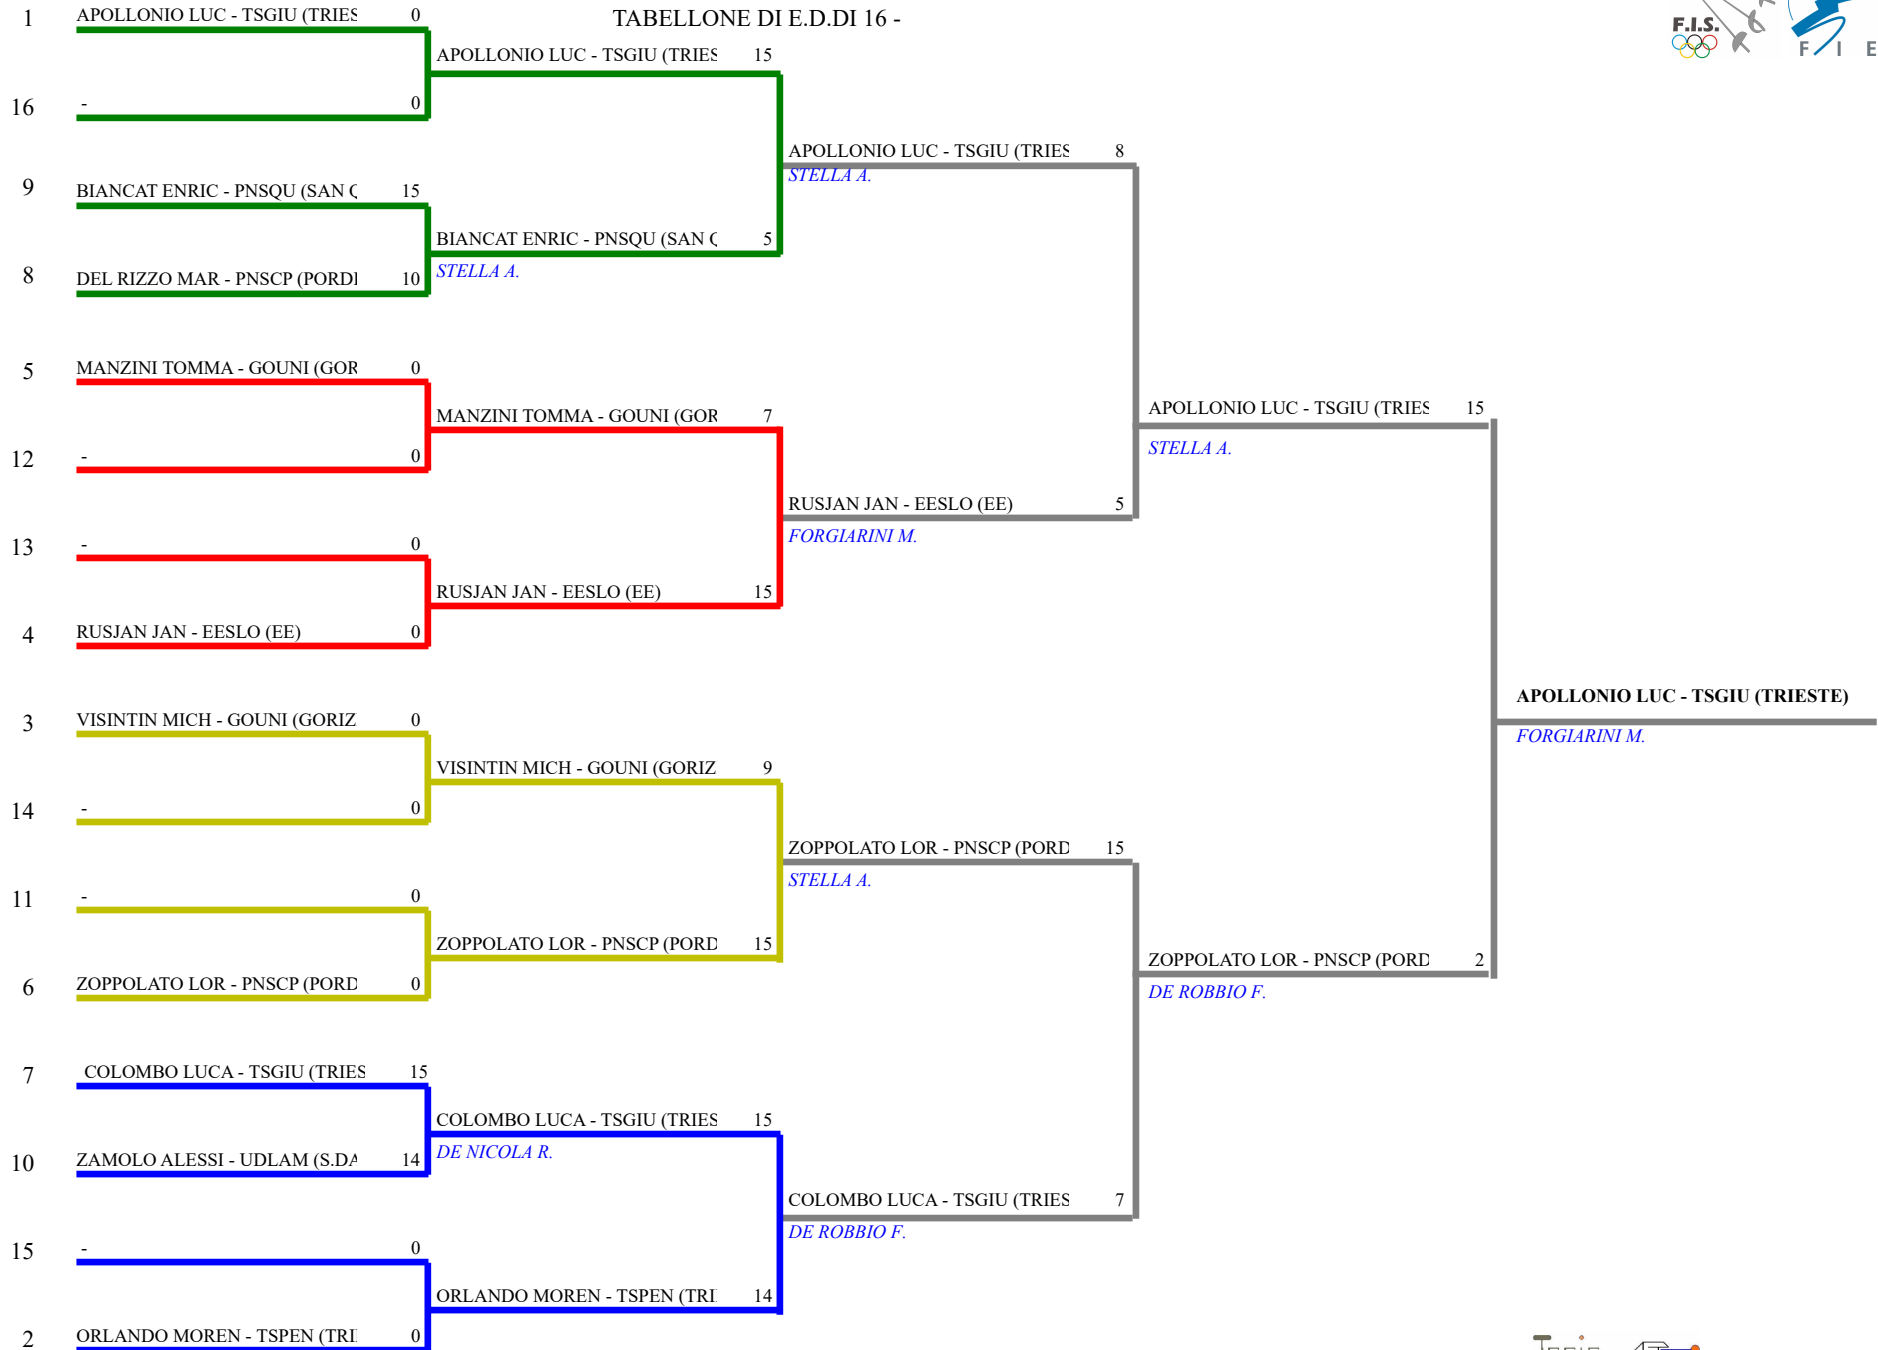 TABELLONE DI E.D.DI 16 -
F.I.S.
F I E
1 APOLLONIO LUC - TSGIU (TRIES 0
APOLLONIO LUC - TSGIU (TRIES 15
16 - 0
APOLLONIO LUC - TSGIU (TRIES 8
STELLA A.
9 BIANCAT ENRIC - PNSQU (SAN Q 15
BIANCAT ENRIC - PNSQU (SAN Q 5
STELLA A.
8 DEL RIZZO MAR - PNSCP (PORDI 10
5 MANZINI TOMMA - GOUNI (GOR 0
MANZINI TOMMA - GOUNI (GOR 7
APOLLONIO LUC - TSGIU (TRIES 15
STELLA A.
12 - 0
RUSJAN JAN - EESLO (EE) 5
FORGIARINI M.
13 - 0
RUSJAN JAN - EESLO (EE) 15
4 RUSJAN JAN - EESLO (EE) 0
APOLLONIO LUC - TSGIU (TRIESTE)
FORGIARINI M.
3 VISINTIN MICH - GOUNI (GORIZ 0
VISINTIN MICH - GOUNI (GORIZ 9
14 - 0
ZOPPOLATO LOR - PNSCP (PORD 15
STELLA A.
11 - 0
ZOPPOLATO LOR - PNSCP (PORD 15
ZOPPOLATO LOR - PNSCP (PORD 2
DE ROBBIO F.
6 ZOPPOLATO LOR - PNSCP (PORD 0
7 COLOMBO LUCA - TSGIU (TRIES 15
COLOMBO LUCA - TSGIU (TRIES 15
DE NICOLA R.
10 ZAMOLO ALESSI - UDLAM (S.DA 14
COLOMBO LUCA - TSGIU (TRIES 7
DE ROBBIO F.
15 - 0
ORLANDO MOREN - TSPEN (TRI 14
2 ORLANDO MOREN - TSPEN (TRI 0